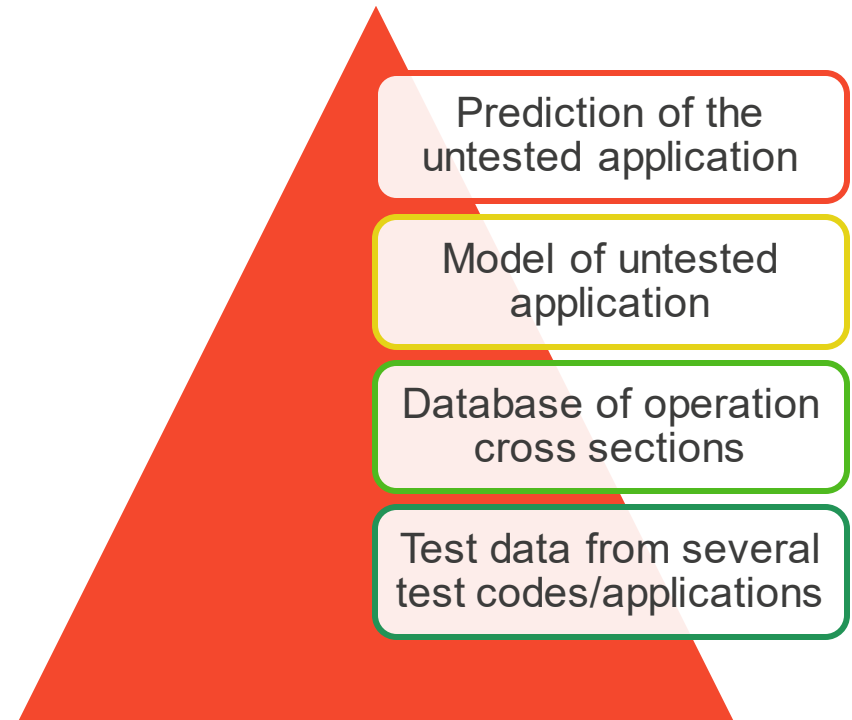 Prediction of the
untested application
Model of untested
application
Database of operation
cross sections
Test data from several
test codes/applications